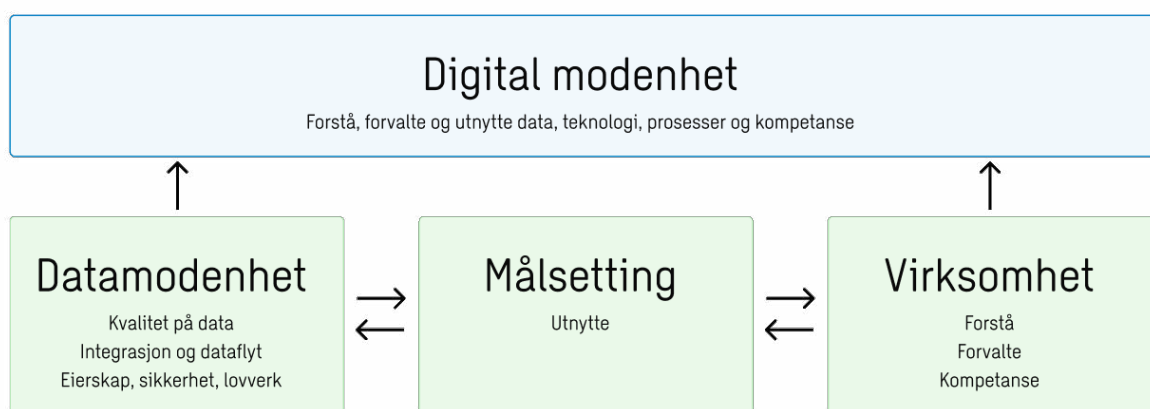 Digital modenhet
Forstå, forvalte og utnytte data, teknologi, prosesser og kompetanse
Datamodenhet
Kvalitet på data
Integrasjon og dataflyt
Eierskap, sikkerhet, lovverk
Målsetting
Utnytte
Virksomhet
Forstå
Forvalte
Kompetanse